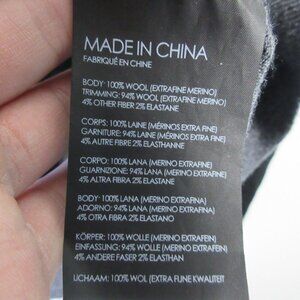 MADE IN CHINA
FABRIQUÉ EN CHINE
BODY: 100% WOOL (EXTRAFINE MERINO)
TRIMMING: 94% WOOL (EXTRAFINE MERINO)
4% OTHER FIBER 2% ELASTANE
CORPS: 100% LAINE (MÉRINOS EXTRA FINE)
GARNITURE: 94% LAINE (MÉRINOS EXTRA FINE)
4% AUTRE FIBRE 2% ELASTHANNE
CORPO: 100% LANA (MERINO EXTRAFINE)
GUARNIZIONE: 94% LANA (MERINO EXTRAFINE)
4% ALTRA FIBRA 2% ELASTANE
BODY: 100% LANA (MERINO EXTRAFINA)
ADORNO: 94% LANA (MERINO EXTRAFINA)
4% OTRA FIBRA 2% ELASTANO
KÖRPER: 100% WOLLE (MERINO EXTRAFEIN)
EINFASSUNG: 94% WOLLE (MERINO EXTRAFEIN)
4% ANDERE FASER 2% ELASTHAN
LICHAAM: 100% WOL (EXTRA FIJNE KWALITEIT